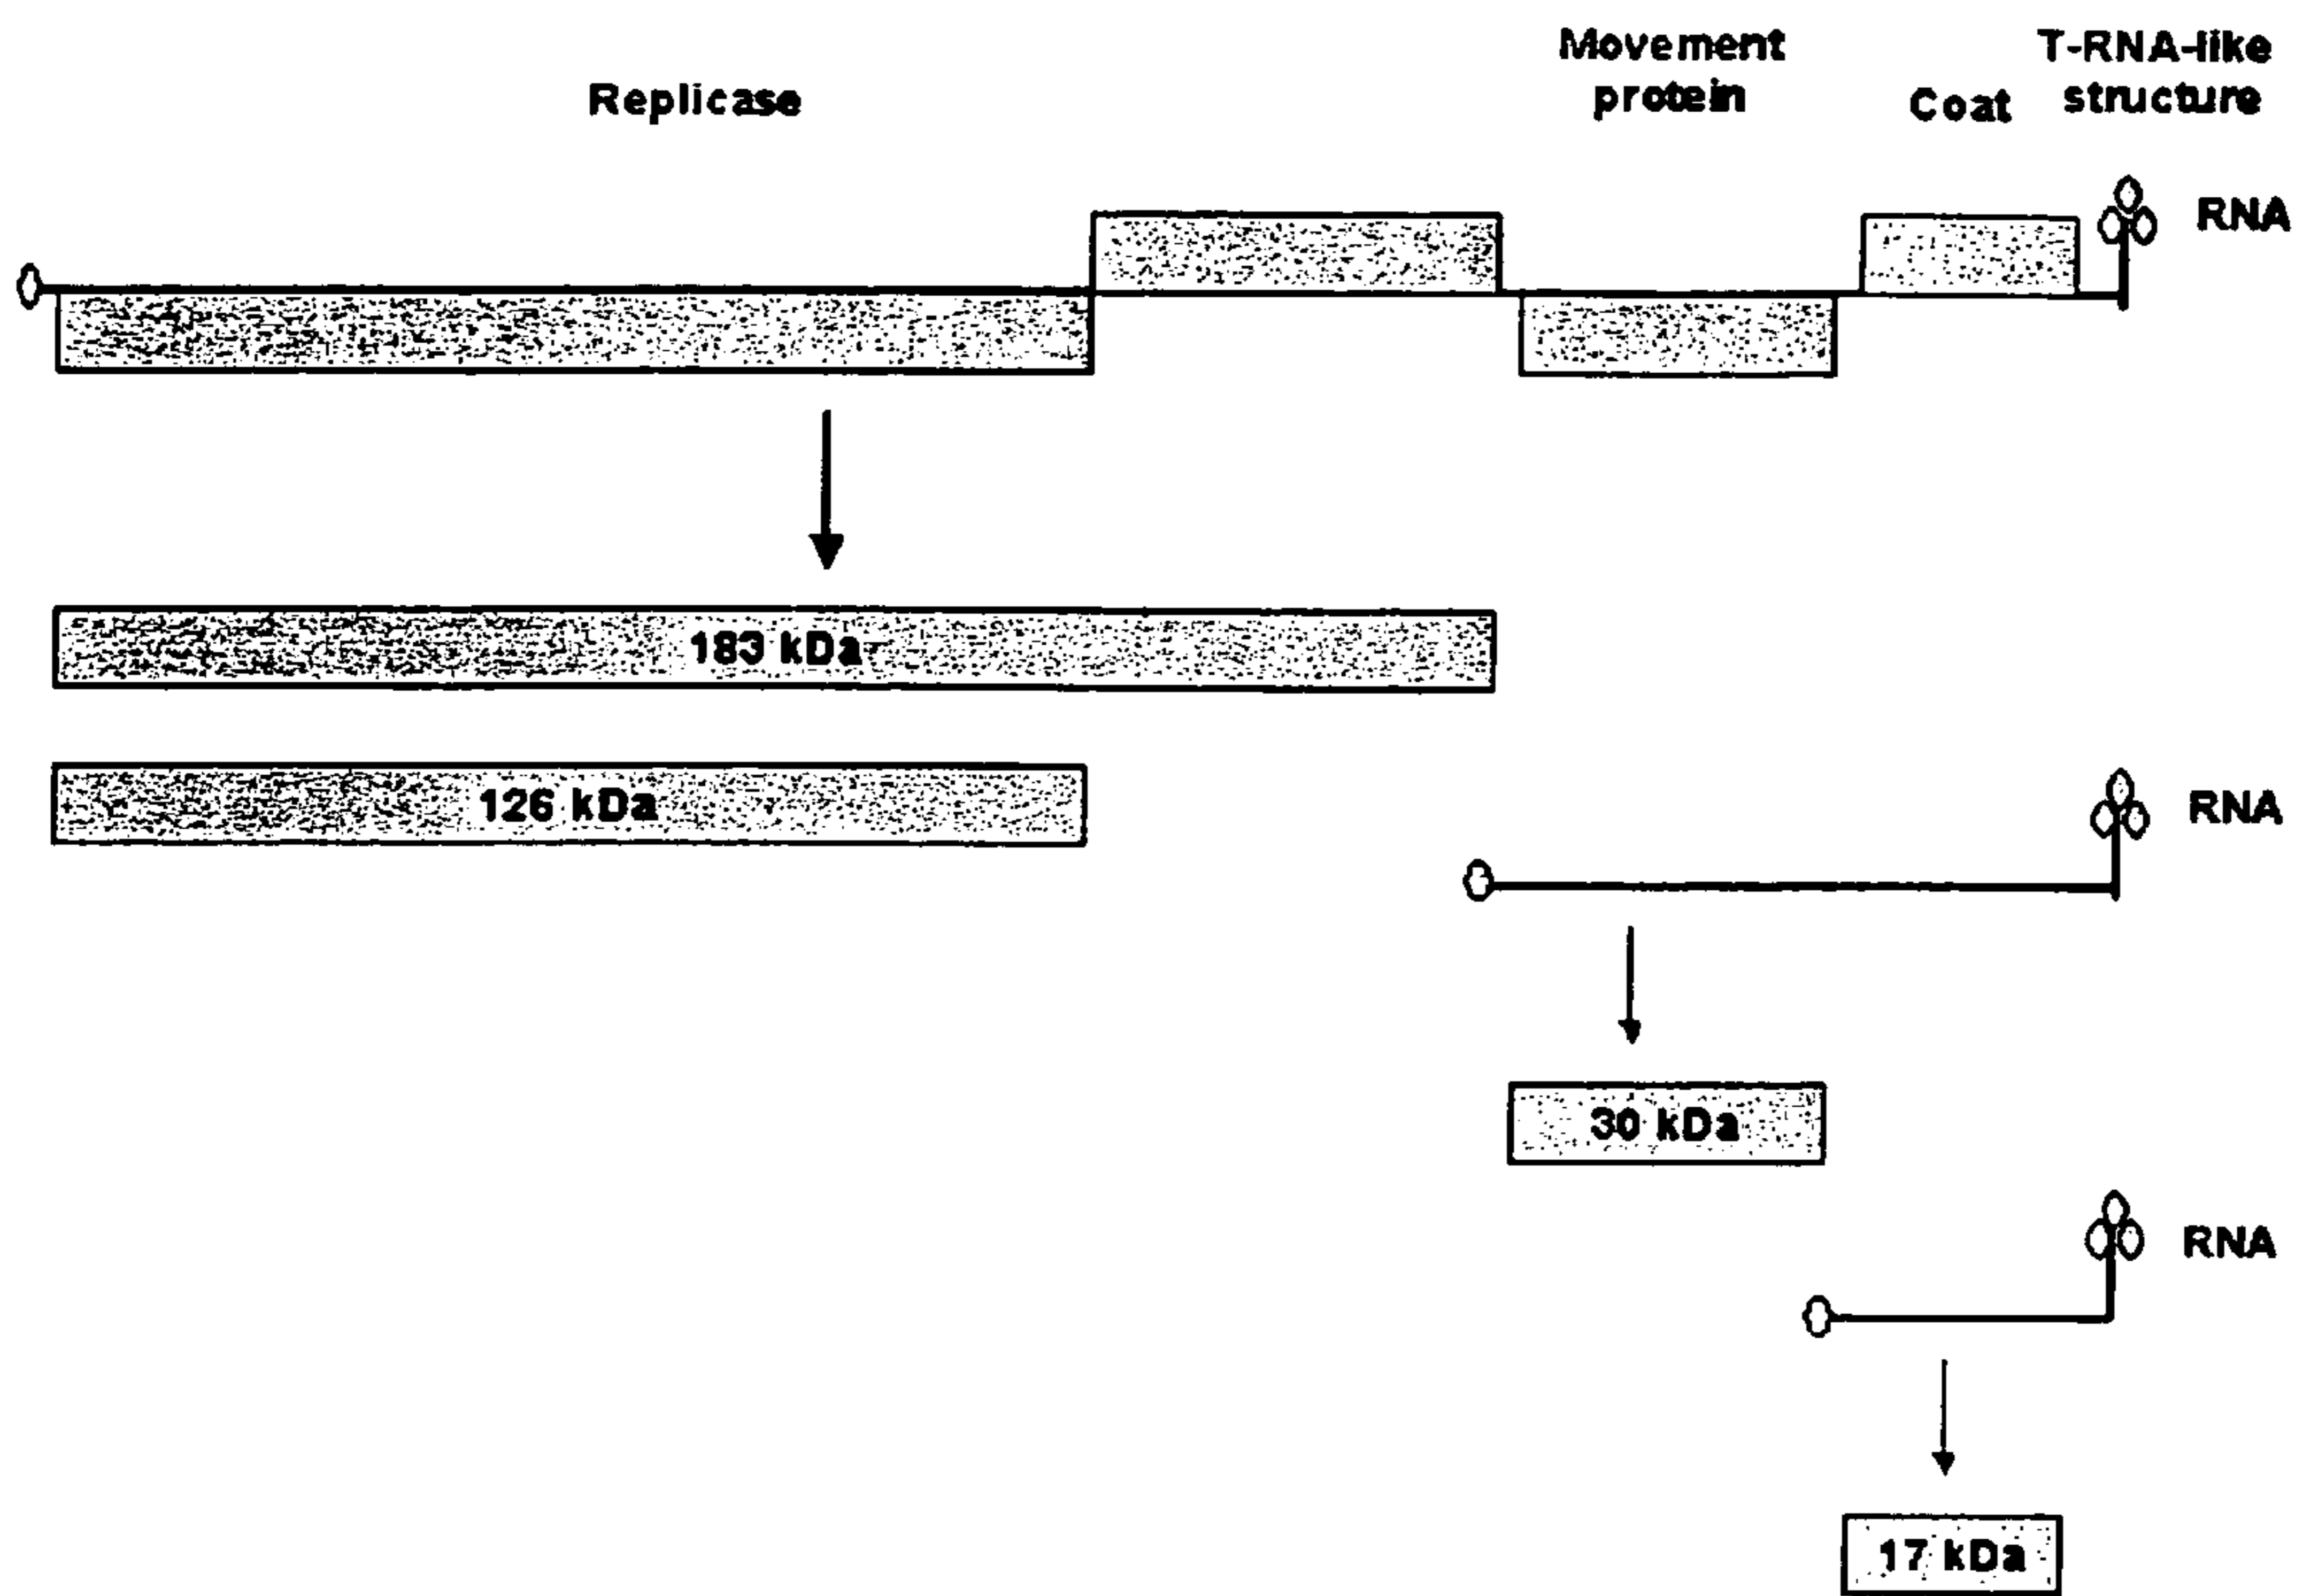 Replicase
Movement
protein
Coat
T-RNA-like
structure
RNA
183 kDa
126 kDa
RNA
30 kDa
RNA
17 kDa